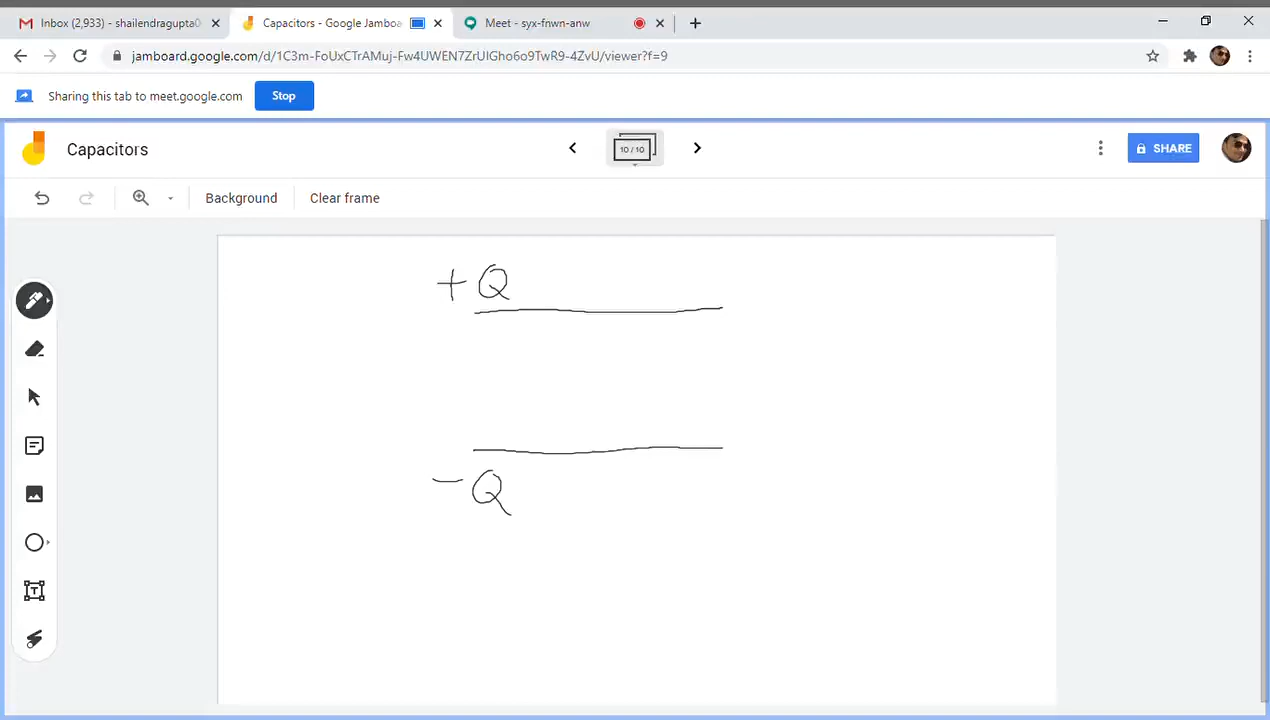 Inbox (2,933) - shailendragupta0
Capacitors - Google Jamboa
Meet - syx-fnwn-anw
jamboard.google.com/d/1C3m-FoUxCTrAMuj-Fw4UWEN7ZrUIGho6o9TwR9-4ZvU/viewer?f=9
Sharing this tab to meet.google.com
Stop
Capacitors
10 / 10
SHARE
Background
Clear frame
+Q
-Q
T